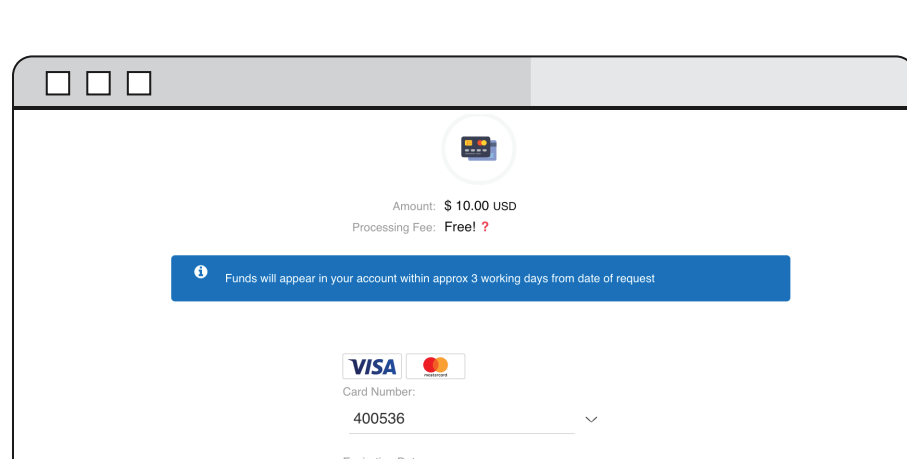 Amount: $ 10.00 USD
Processing Fee: Free! ?
Funds will appear in your account within approx 3 working days from date of request
VISA mastercard
Card Number:
400536